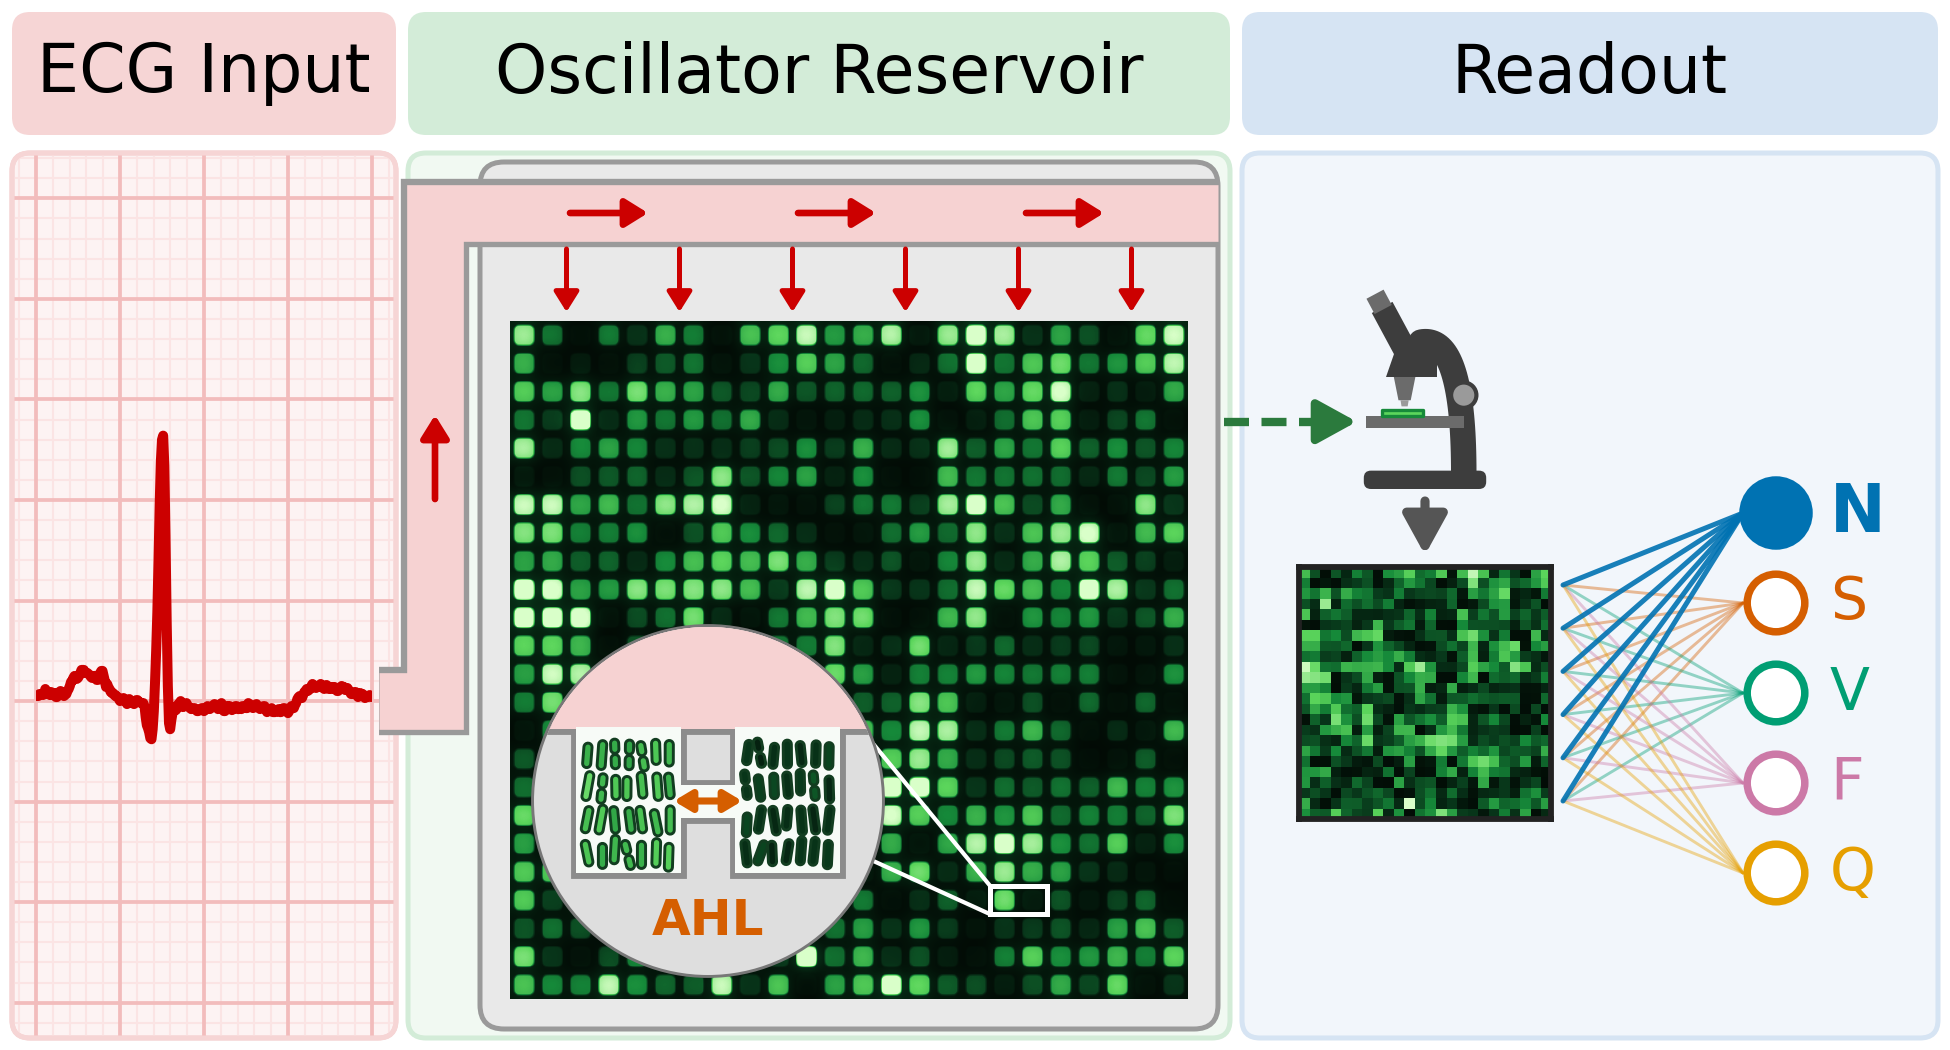 ECG Input
Oscillator Reservoir
Readout
AHL
N
S
V
F
Q